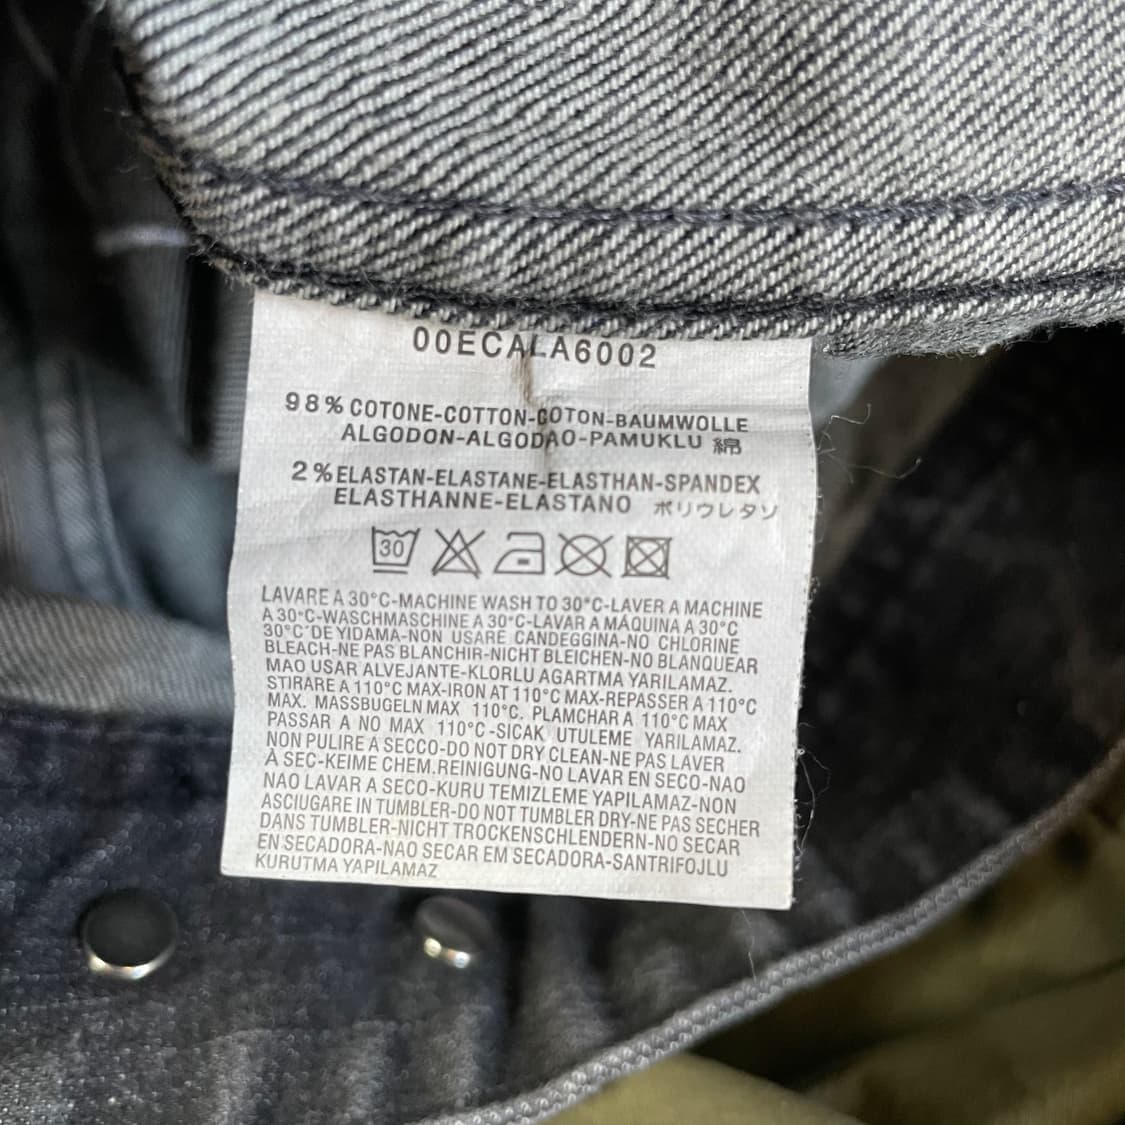 00ECALA6002
98% COTONE-COTTON-COTON-BAUMWOLLE
ALGODON-ALGODAO-PAMUKLU 綿
2% ELASTAN-ELASTANE-ELASTHAN-SPANDEX
ELASTHANNE-ELASTANO ポリウレタン
30
LAVARE A 30°C-MACHINE WASH TO 30°C-LAVER A MACHINE
A 30°C-WASCHMASCHINE A 30°C-LAVAR A MÁQUINA A 30°C
30°C'DE YIDAMA-NON USARE CANDEGGINA-NO CHLORINE
BLEACH-NE PAS BLANCHIR-NICHT BLEICHEN-NO BLANQUEAR
MAO USAR ALVEJANTE-KLORLU AGARTMA YARILAMAZ.
STIRARE A 110°C MAX-IRON AT 110°C MAX-REPASSER A 110°C
MAX. MASSBUGELN MAX 110°C. PLAMCHAR A 110°C MAX
PASSAR A NO MAX 110°C-SICAK UTULEME YARILAMAZ.
NON PULIRE A SECCO-DO NOT DRY CLEAN-NE PAS LAVER
À SEC-KEIME CHEM.REINIGUNG-NO LAVAR EN SECO-NAO
NAO LAVAR A SECO-KURU TEMIZLEME YAPILAMAZ-NON
ASCIUGARE IN TUMBLER-DO NOT TUMBLER DRY-NE PAS SECHER
DANS TUMBLER-NICHT TROCKENSCHLENDERN-NO SECAR
EN SECADORA-NAO SECAR EM SECADORA-SANTRIFOJLU
KURUTMA YAPILAMAZ